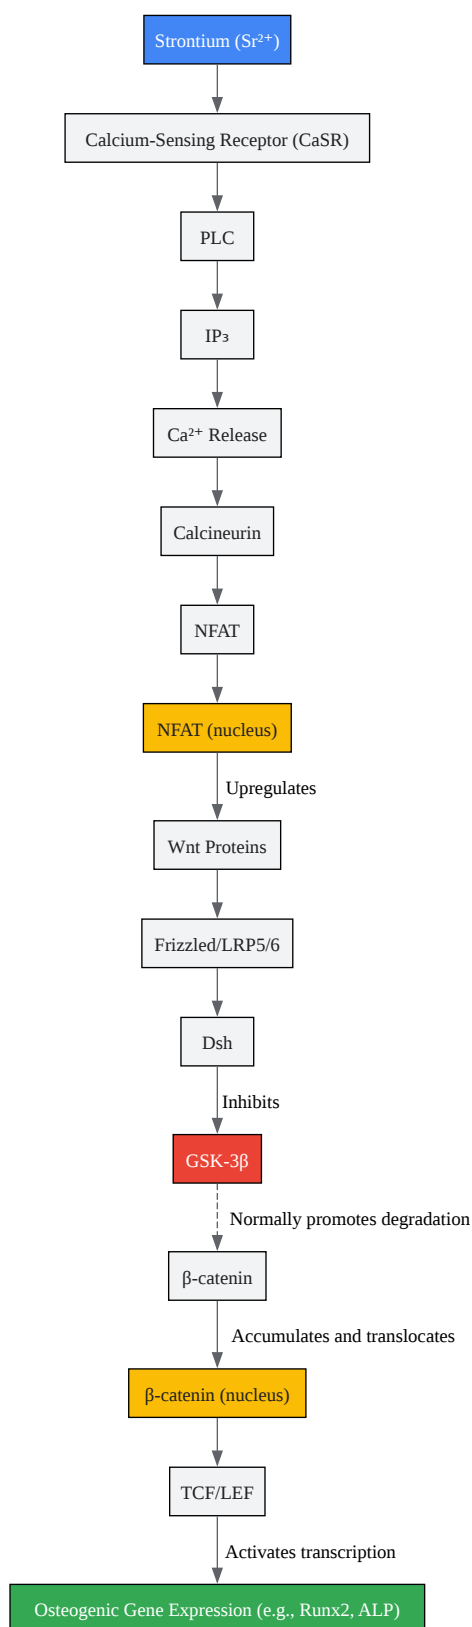 Strontium (Sr²⁺)
Calcium-Sensing Receptor (CaSR)
PLC
IP₃
Ca²⁺ Release
Calcineurin
NFAT
NFAT (nucleus)
Upregulates
Wnt Proteins
Frizzled/LRP5/6
Dsh
Inhibits
GSK-3β
Normally promotes degradation
β-catenin
Accumulates and translocates
β-catenin (nucleus)
TCF/LEF
Activates transcription
Osteogenic Gene Expression (e.g., Runx2, ALP)